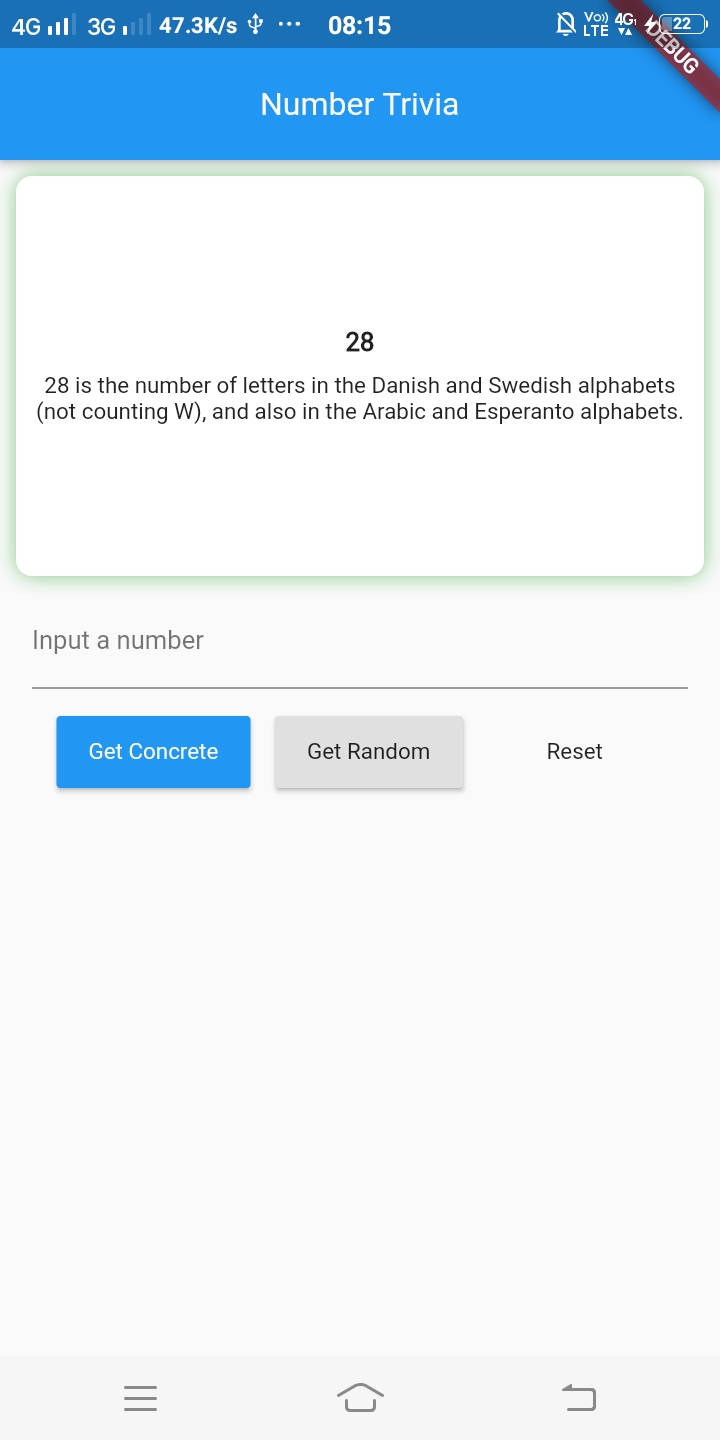 4G 3G 47.3K/s ... 08:15 Vo)) LTE 4G 22
DEBUG
Number Trivia
28
28 is the number of letters in the Danish and Swedish alphabets
(not counting W), and also in the Arabic and Esperanto alphabets.
Input a number
Get Concrete Get Random Reset